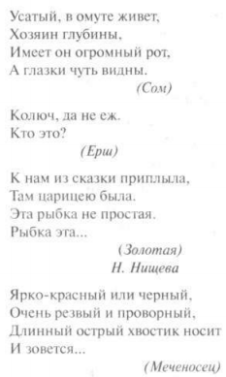 Усатый, в омуте живет,
Хозяин глубины,
Имеет он огромный рот,
А глазки чуть видны.
(Сом)
Колюч, да не еж.
Кто это?
(Ерш)
К нам из сказки приплыла,
Там царицею была.
Эта рыбка не простая.
Рыбка эта...
(Золотая)
Н. Нищева
Ярко-красный или черный,
Очень резвый и проворный,
Длинный острый хвостик носит
И зовется...
(Меченосец)